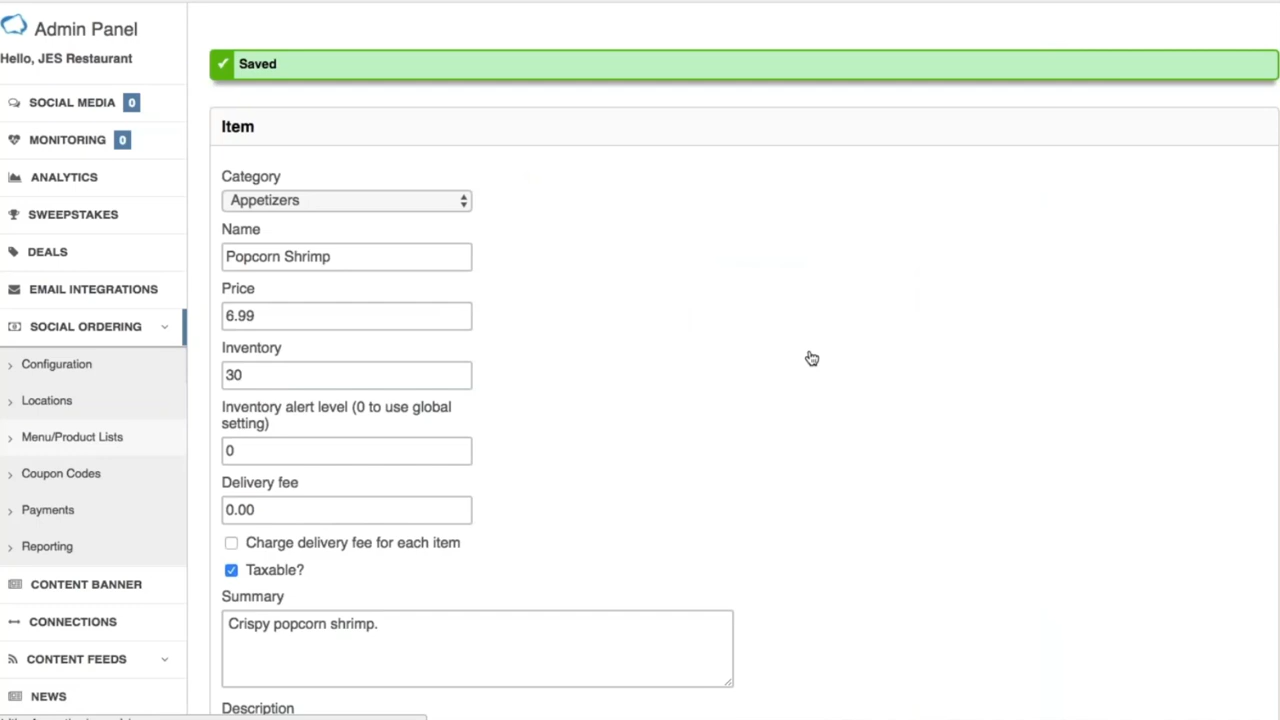 Admin Panel
Hello, JES Restaurant
SOCIAL MEDIA 0
MONITORING 0
ANALYTICS
SWEEPSTAKES
DEALS
EMAIL INTEGRATIONS
SOCIAL ORDERING
Configuration
Locations
Menu/Product Lists
Coupon Codes
Payments
Reporting
CONTENT BANNER
CONNECTIONS
CONTENT FEEDS
NEWS
Saved
Item
Category
Appetizers
Name
Popcorn Shrimp
Price
6.99
Inventory
30
Inventory alert level (0 to use global
setting)
0
Delivery fee
0.00
Charge delivery fee for each item
Taxable?
Summary
Crispy popcorn shrimp.
Description